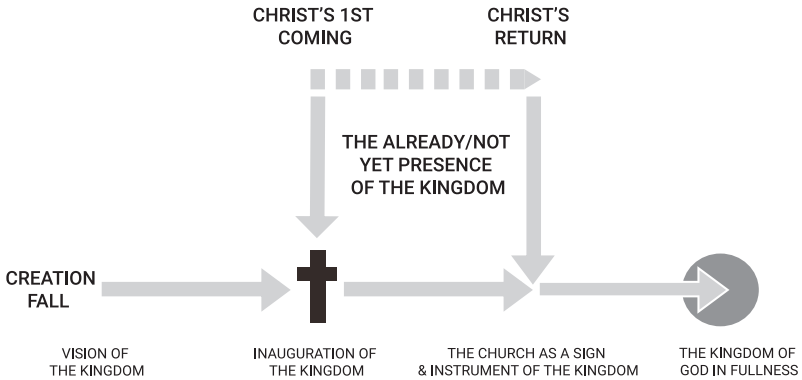 CHRIST'S 1ST
COMING
CHRIST'S
RETURN
THE ALREADY/NOT
YET PRESENCE
OF THE KINGDOM
CREATION
FALL
VISION OF
THE KINGDOM
INAUGURATION OF
THE KINGDOM
THE CHURCH AS A SIGN
& INSTRUMENT OF THE KINGDOM
THE KINGDOM OF
GOD IN FULLNESS